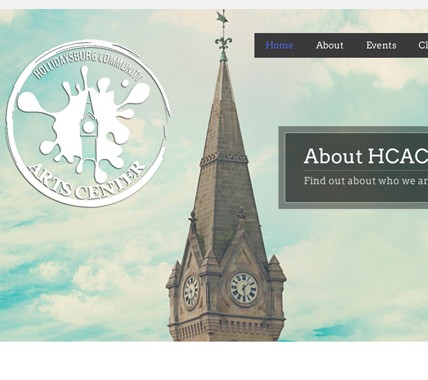 HOLLIDAYSBURG COMMUNITY
ARTS CENTER
Home About Events Cl
About HCAC
Find out about who we ar